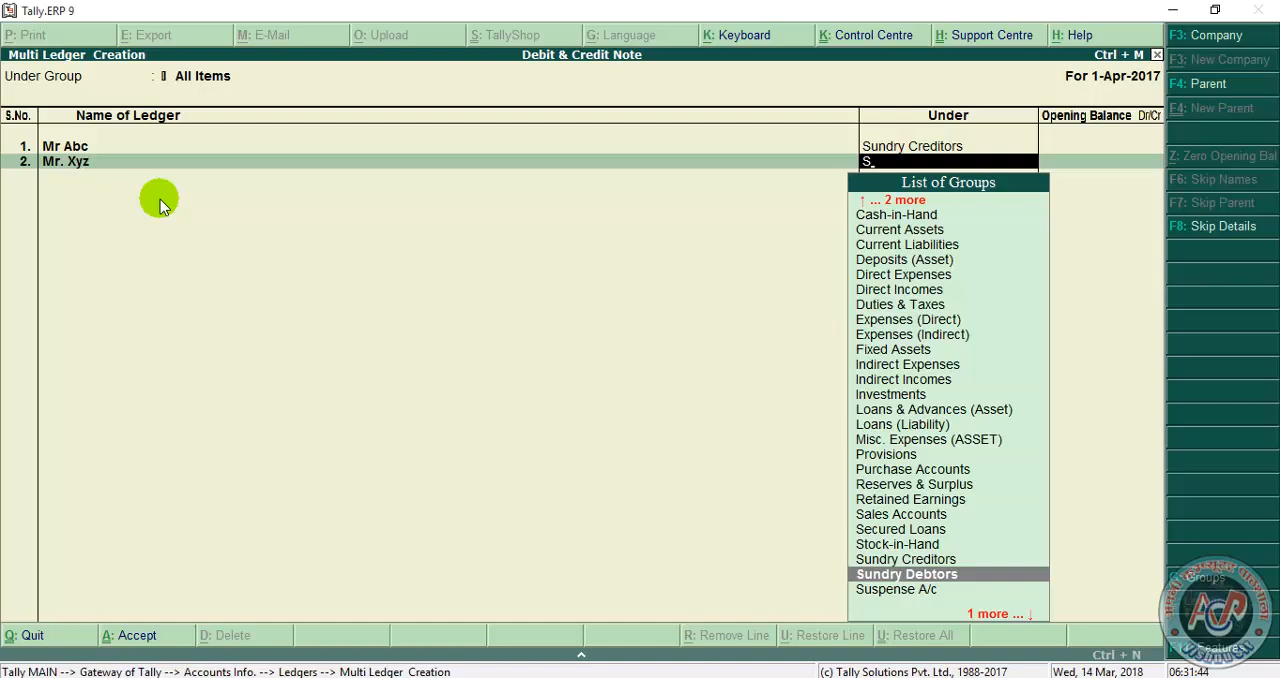 Tally.ERP 9
P: Print E: Export M: E-Mail O: Upload S: TallyShop G: Language K: Keyboard K: Control Centre H: Support Centre H: Help
F3: Company
Multi Ledger Creation Debit & Credit Note Ctrl + M
F3: New Company
Under Group : All Items For 1-Apr-2017
F4: Parent
F4: New Parent
S.No. Name of Ledger Under Opening Balance Dr/Cr
1. Mr Abc Sundry Creditors
Z: Zero Opening Bal
2. Mr. Xyz S_
F6: Skip Names
List of Groups
F7: Skip Parent
↑ ... 2 more
Cash-in-Hand
F8: Skip Details
Current Assets
Current Liabilities
Deposits (Asset)
Direct Expenses
Direct Incomes
Duties & Taxes
Expenses (Direct)
Expenses (Indirect)
Fixed Assets
Indirect Expenses
Indirect Incomes
Investments
Loans & Advances (Asset)
Loans (Liability)
Misc. Expenses (ASSET)
Provisions
Purchase Accounts
Reserves & Surplus
Retained Earnings
Sales Accounts
Secured Loans
Stock-in-Hand
Sundry Creditors
Sundry Debtors
Groups
Suspense A/c
1 more ... ↓
Q: Quit A: Accept D: Delete R: Remove Line U: Restore Line U: Restore All
Features
Ctrl + N
Tally MAIN --> Gateway of Tally --> Accounts Info. --> Ledgers --> Multi Ledger Creation (c) Tally Solutions Pvt. Ltd., 1988-2017 Wed, 14 Mar, 2018 06:31:44